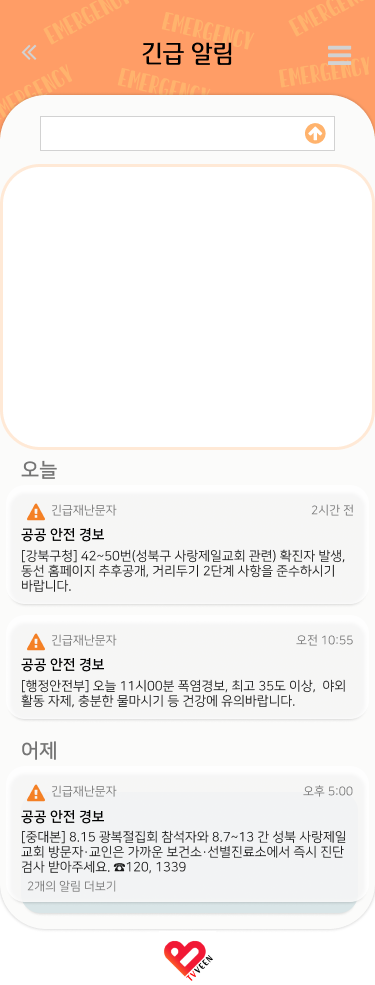 EMERGENCY
EMERGENCY
EMERGENCY
EMERGENCY
EMERGENCY
EMERGENCY
긴급 알림
오늘
긴급재난문자 2시간 전
공공 안전 경보
[강북구청] 42~50번(성북구 사랑제일교회 관련) 확진자 발생,
동선 홈페이지 추후공개, 거리두기 2단계 사항을 준수하시기
바랍니다.
긴급재난문자 오전 10:55
공공 안전 경보
[행정안전부] 오늘 11시00분 폭염경보, 최고 35도 이상, 야외
활동 자제, 충분한 물마시기 등 건강에 유의바랍니다.
어제
긴급재난문자 오후 5:00
공공 안전 경보
[중대본] 8.15 광복절집회 참석자와 8.7~13 간 성북 사랑제일
교회 방문자·교인은 가까운 보건소·선별진료소에서 즉시 진단
검사 받아주세요. ☎120, 1339
2개의 알림 더보기
TVVEEN